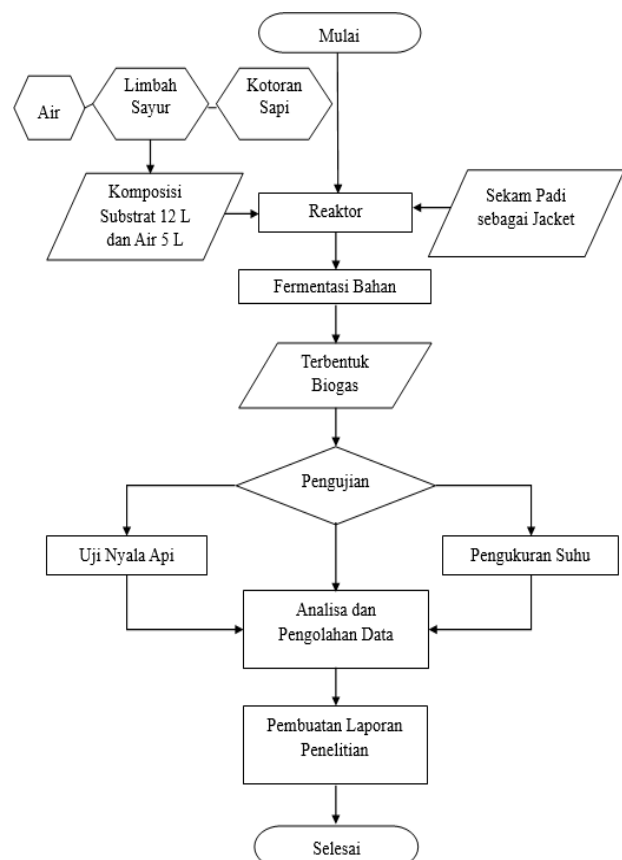 Mulai
Air
Limbah
Sayur
Kotoran
Sapi
Komposisi
Substrat 12 L
dan Air 5 L
Reaktor
Sekam Padi
sebagai Jacket
Fermentasi Bahan
Terbentuk
Biogas
Pengujian
Uji Nyala Api
Pengukuran Suhu
Analisa dan
Pengolahan Data
Pembuatan Laporan
Penelitian
Selesai